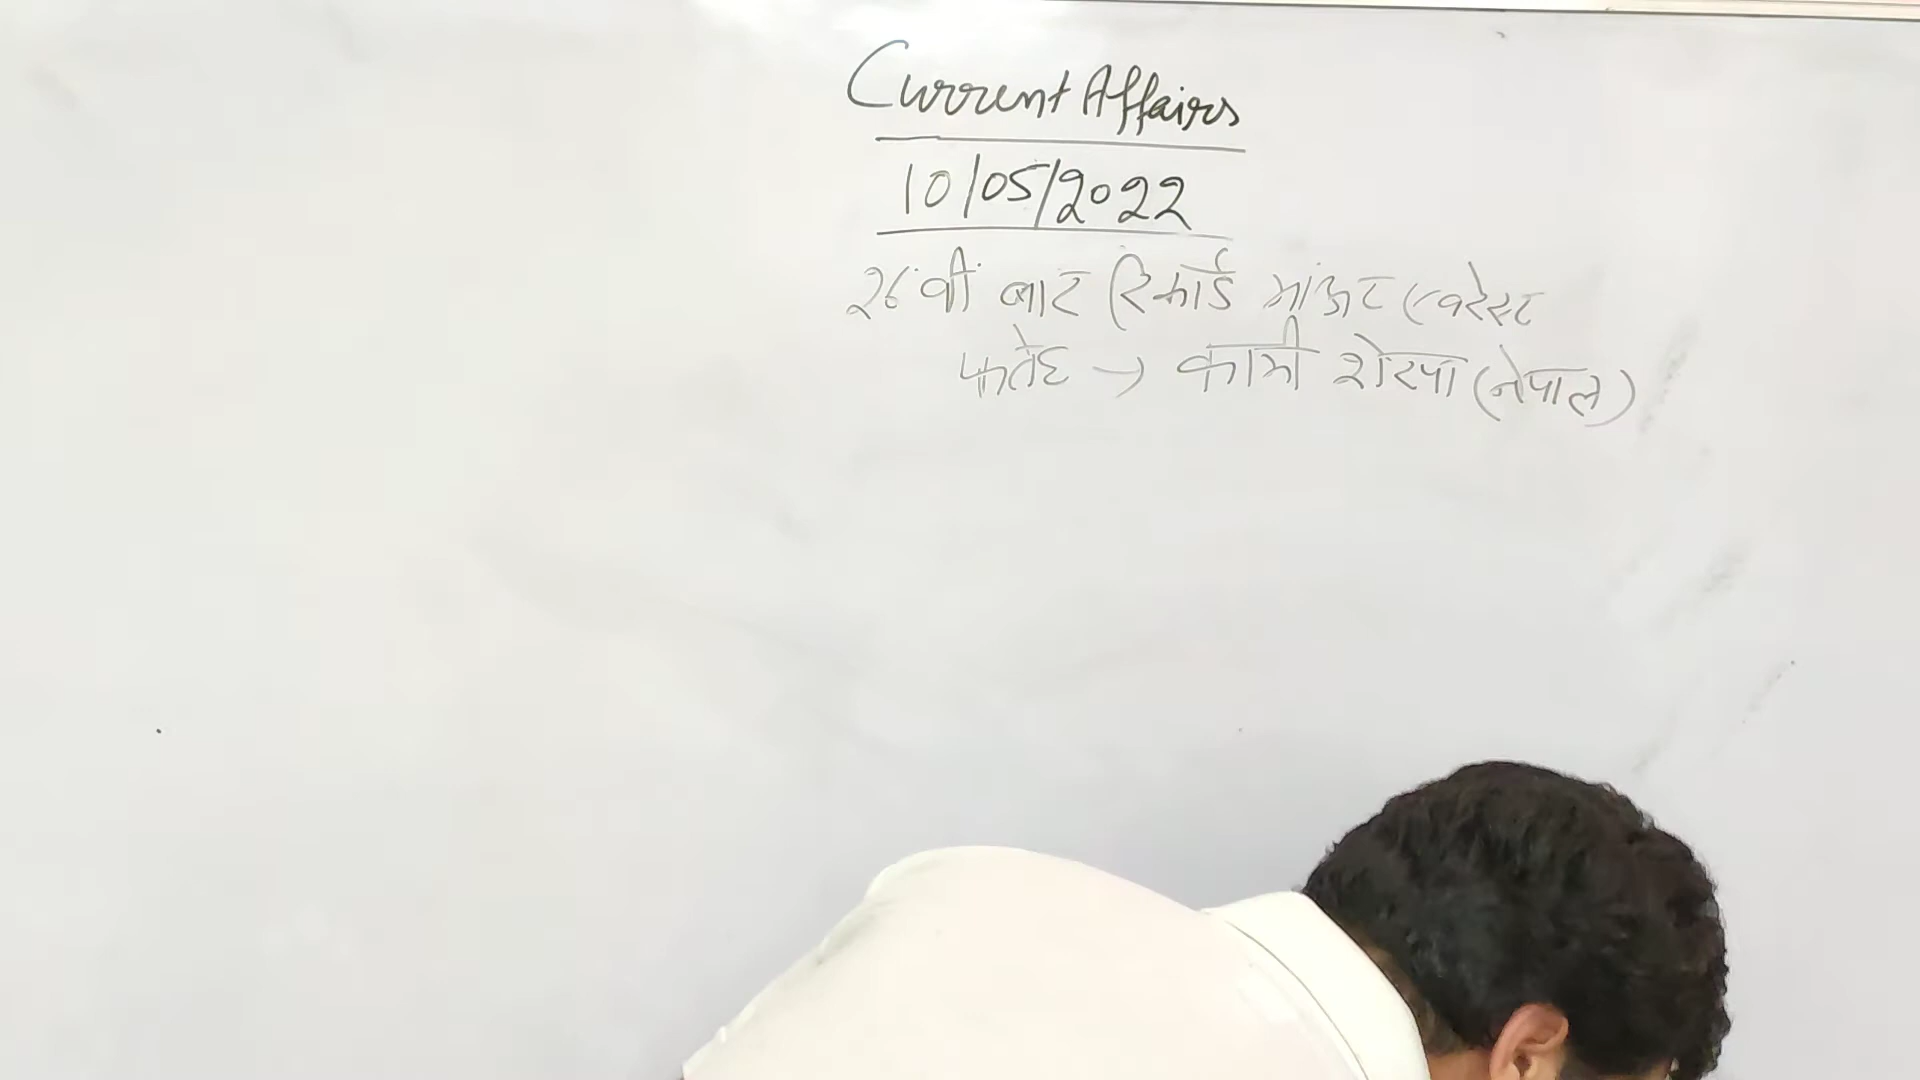 Current Affairs
10/05/2022
26वी बार रिकार्ड माऊंट एवरेस्ट
फतेह → कामी शेरपा (नेपाल)